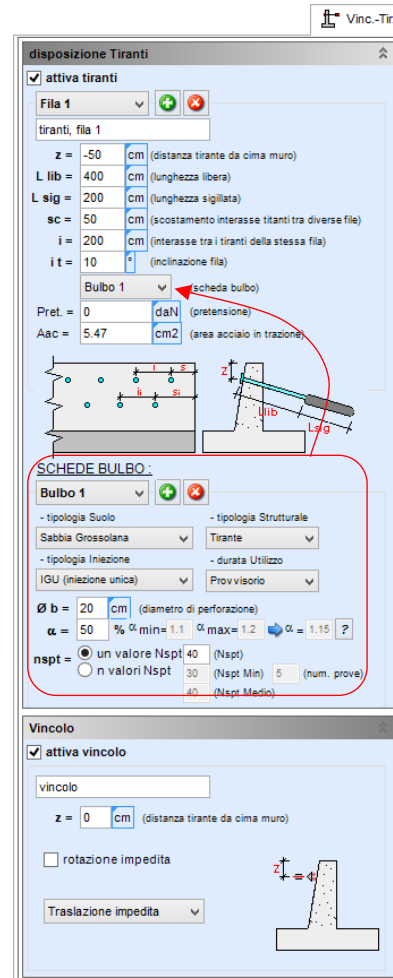 Vinc.-Tir
disposizione Tiranti
attiva tiranti
Fila 1
tiranti, fila 1
z = -50 cm (distanza tirante da cima muro)
L lib = 400 cm (lunghezza libera)
L sig = 200 cm (lunghezza sigillata)
sc = 50 cm (scostamento interasse titanti tra diverse file)
i = 200 cm (interasse tra i tiranti della stessa fila)
i t = 10 ° (inclinazione fila)
Bulbo 1 (scheda bulbo)
Pret. = 0 daN (pretensione)
Aac = 5.47 cm2 (area acciaio in trazione)
i s
ii si
Z
Llib
Lsig
SCHEDE BULBO :
Bulbo 1
- tipologia Suolo - tipologia Strutturale
Sabbia Grossolana Tirante
- tipologia Iniezione - durata Utilizzo
IGU (iniezione unica) Provvisorio
Ø b = 20 cm (diametro di perforazione)
α = 50 % α min= 1.1 α max= 1.2 α = 1.15 ?
nspt = un valore Nspt 40 (Nspt)
n valori Nspt 30 (Nspt Min) 5 (num. prove)
40 (Nspt Medio)
Vincolo
attiva vincolo
vincolo
z = 0 cm (distanza tirante da cima muro)
rotazione impedita
Z
Traslazione impedita